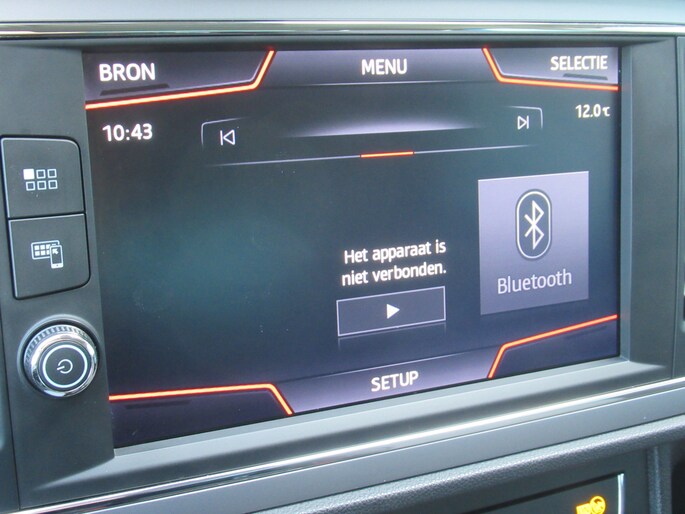 BRON MENU SELECTIE
10:43 12.0℃
Het apparaat is
niet verbonden.
Bluetooth
SETUP